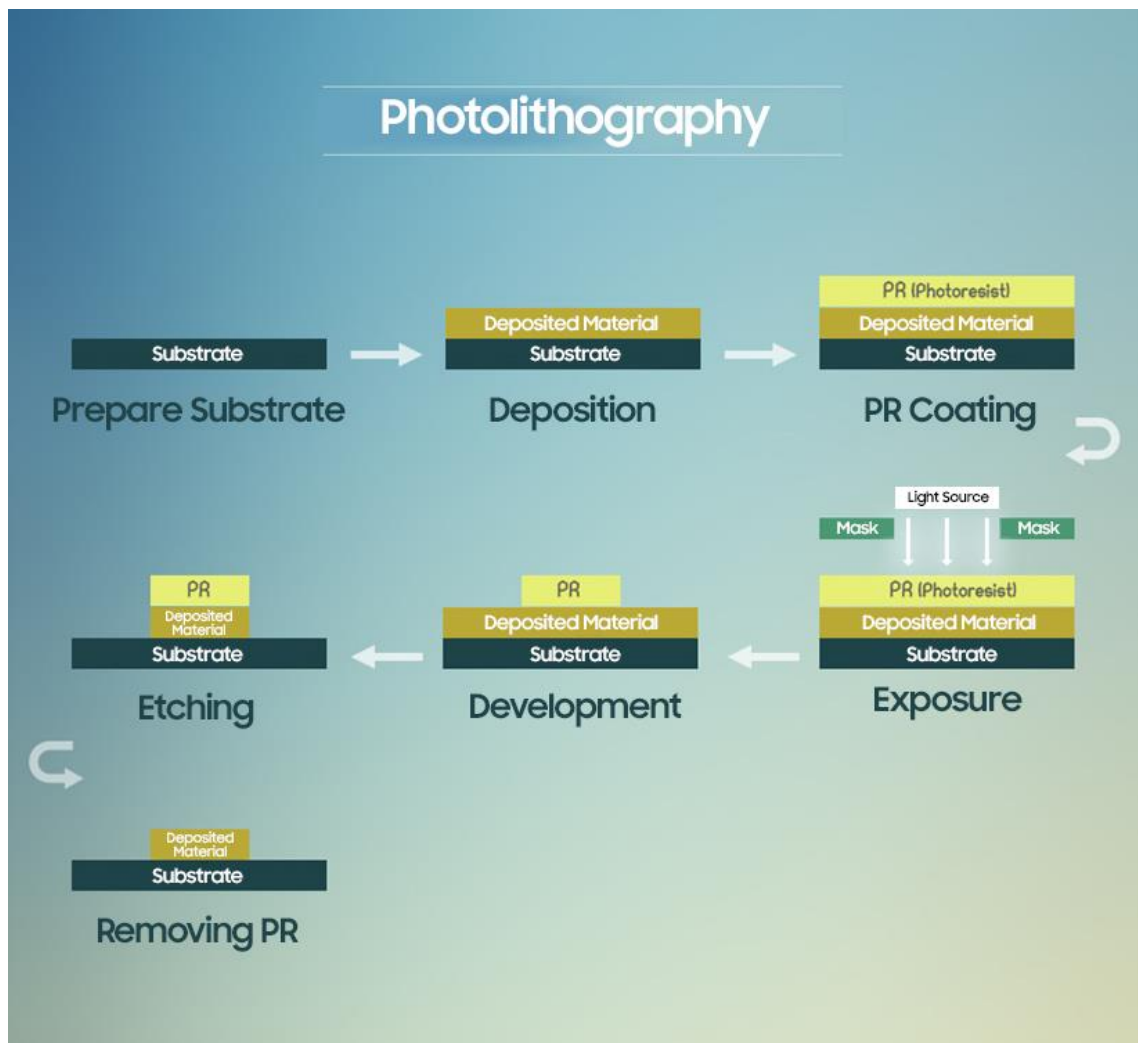 Photolithography
Substrate
Prepare Substrate
Deposited Material
Substrate
Deposition
PR (Photoresist)
Deposited Material
Substrate
PR Coating
Light Source
Mask
Mask
PR (Photoresist)
Deposited Material
Substrate
Exposure
PR
Deposited Material
Substrate
Development
PR
Deposited
Material
Substrate
Etching
Deposited
Material
Substrate
Removing PR